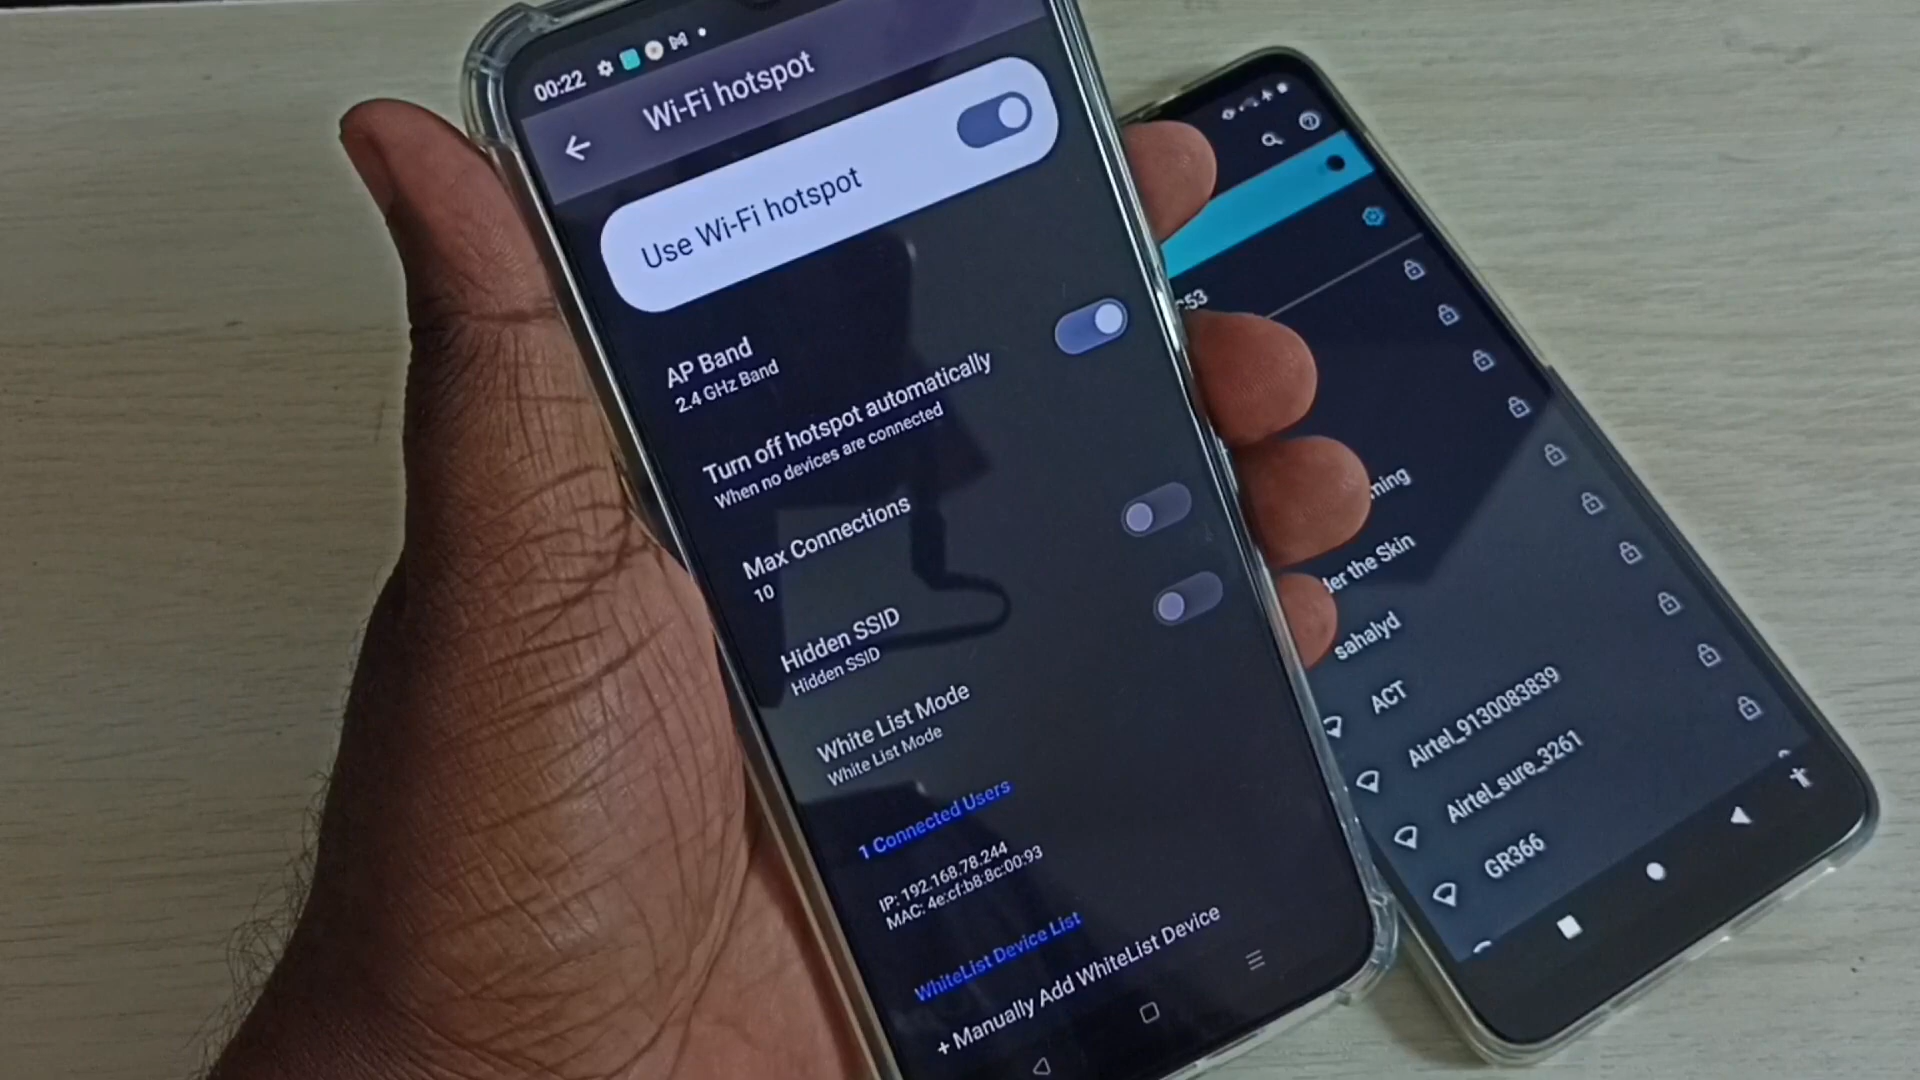 00:22
Wi-Fi hotspot
Use Wi-Fi hotspot
AP Band
2.4 GHz Band
Turn off hotspot automatically
When no devices are connected
Max Connections
10
Hidden SSID
Hidden SSID
White List Mode
White List Mode
1 Connected Users
IP: 192.168.78.244
MAC: 4e:cf:b8:8c:00:93
WhiteList Device List
+ Manually Add WhiteList Device
the Skin
sahalyd
ACT
Airtel_9130083839
Airtel_sure_3261
GR366